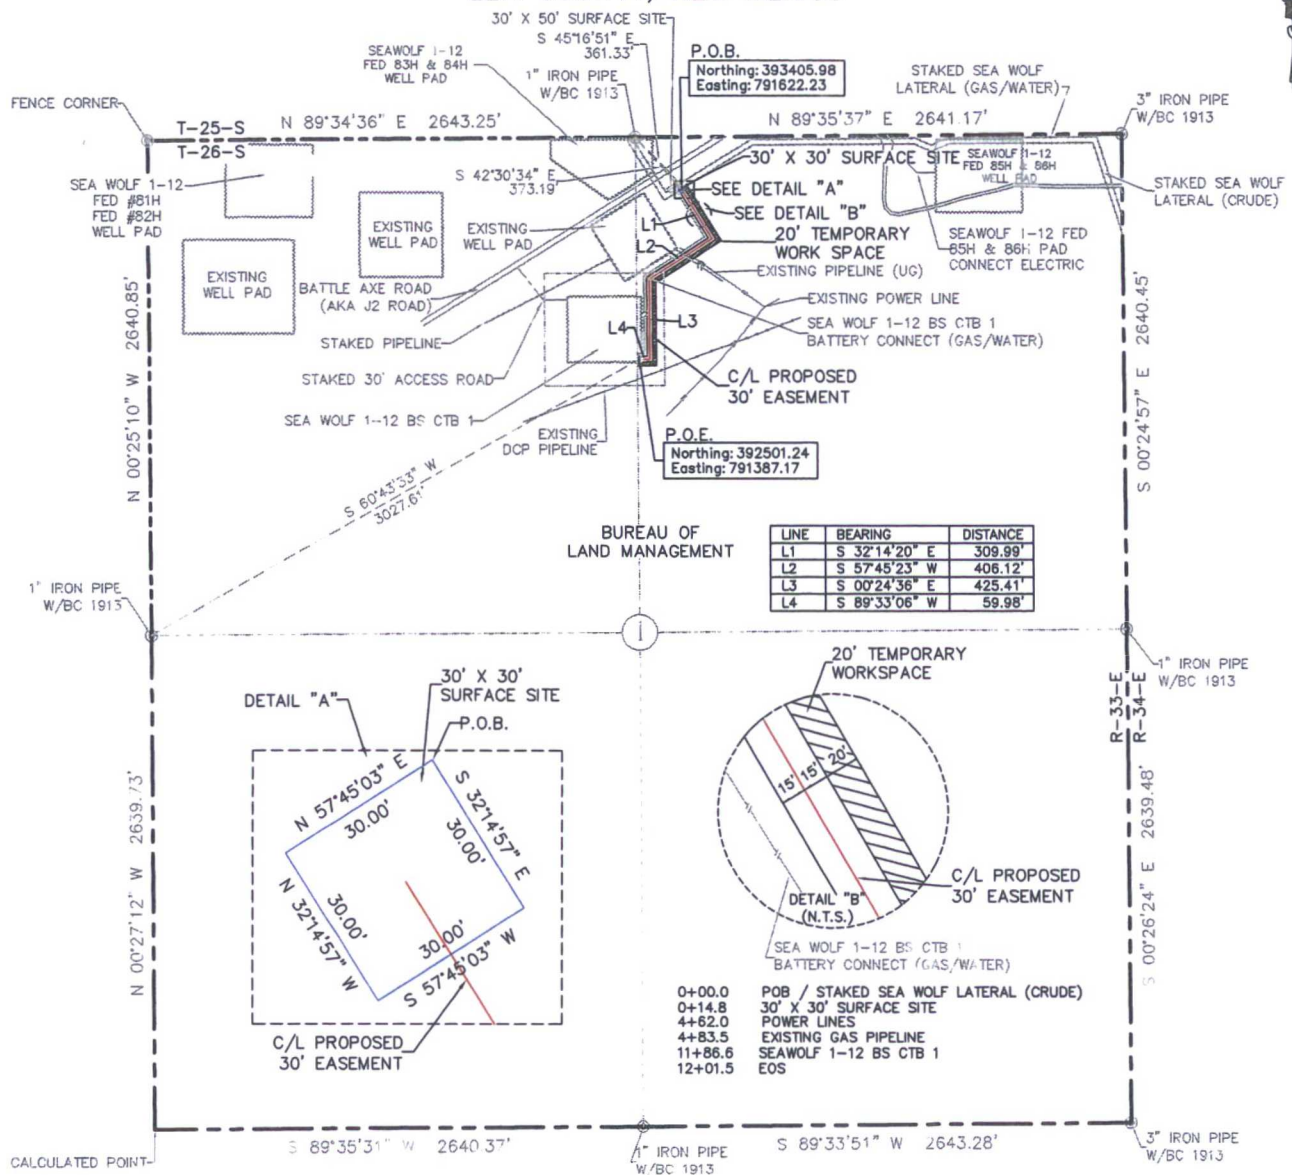 30' X 50' SURFACE SITE
S 45°16'51" E
361.33'
SEAWOLF 1-12
FED 83H & 84H
WELL PAD
1" IRON PIPE
W/BC 1913
P.O.B.
Northing: 393405.98
Easting: 791622.23
STAKED SEA WOLF
LATERAL (GAS/WATER)
3" IRON PIPE
W/BC 1913
FENCE CORNER
T-25-S
T-26-S
N 89°34'36" E 2643.25'
N 89°35'37" E 2641.17'
30' X 30' SURFACE SITE
SEAWOLF 1-12
FED 85H & 86H
WELL PAD
S 42°30'34" E
373.19'
SEE DETAIL "A"
SEE DETAIL "B"
SEA WOLF 1-12
FED #81H
FED #82H
WELL PAD
STAKED SEA WOLF
LATERAL (CRUDE)
EXISTING
WELL PAD
EXISTING
WELL PAD
EXISTING
WELL PAD
L1
L2
20' TEMPORARY
WORK SPACE
SEAWOLF 1-12 FED
85H & 86H PAD
CONNECT ELECTRIC
EXISTING PIPELINE (UG)
BATTLE AXE ROAD
(AKA J2 ROAD)
EXISTING POWER LINE
SEA WOLF 1-12 BS CTB 1
BATTERY CONNECT (GAS/WATER)
STAKED PIPELINE
L4
L3
STAKED 30' ACCESS ROAD
C/L PROPOSED
30' EASEMENT
SEA WOLF 1-12 BS CTB 1
EXISTING
DCP PIPELINE
P.O.E.
Northing: 392501.24
Easting: 791387.17
N 00°25'10" W 2640.85'
S 00°24'57" E 2640.45'
S 60°43'53" W
3027.61'
BUREAU OF
LAND MANAGEMENT
LINE BEARING DISTANCE
L1 S 32°14'20" E 309.99'
L2 S 57°45'23" W 406.12'
L3 S 00°24'36" E 425.41'
L4 S 89°33'06" W 59.98'
1" IRON PIPE
W/BC 1913
1
1" IRON PIPE
W/BC 1913
R-33-E
R-34-E
DETAIL "A"
30' X 30'
SURFACE SITE
P.O.B.
N 57°45'03" E
30.00'
S 32°14'57" E
30.00'
N 32°14'57" W
30.00'
30.00'
S 57°45'03" W
C/L PROPOSED
30' EASEMENT
20' TEMPORARY
WORKSPACE
15' 15' 20'
C/L PROPOSED
30' EASEMENT
DETAIL "B"
(N.T.S.)
SEA WOLF 1-12 BS CTB 1
BATTERY CONNECT (GAS/WATER)
N 00°27'12" W 2639.73'
S 00°26'24" E 2639.48'
0+00.0 POB / STAKED SEA WOLF LATERAL (CRUDE)
0+14.8 30' X 30' SURFACE SITE
4+62.0 POWER LINES
4+83.5 EXISTING GAS PIPELINE
11+86.6 SEAWOLF 1-12 BS CTB 1
12+01.5 EOS
S 89°35'31" W 2640.37'
S 89°33'51" W 2643.28'
CALCULATED POINT
1" IRON PIPE
W/BC 1913
3" IRON PIPE
W/BC 1913